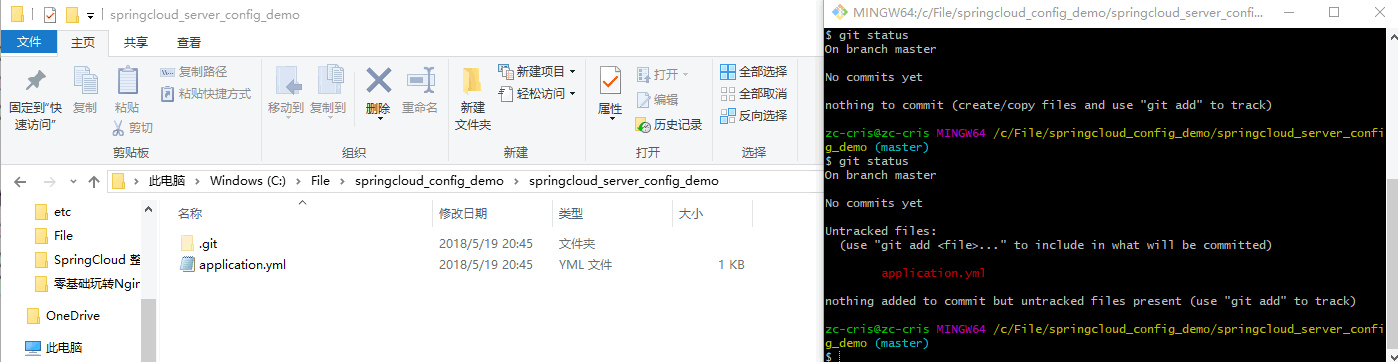 springcloud_server_config_demo
文件
主页
共享
查看
固定到"快
速访问"
复制
粘贴
复制路径
粘贴快捷方式
剪切
剪贴板
移动到
复制到
删除
重命名
组织
新建
文件夹
新建项目
轻松访问
新建
属性
打开
编辑
历史记录
打开
全部选择
全部取消
反向选择
选择
此电脑 Windows (C:) File springcloud_config_demo springcloud_server_config_demo
etc
File
SpringCloud 整
零基础玩转Ngin
OneDrive
此电脑
名称 修改日期 类型 大小
.git 2018/5/19 20:45 文件夹
application.yml 2018/5/19 20:45 YML 文件 1 KB
MINGW64:/c/File/springcloud_config_demo/springcloud_server_confi...
$ git status
On branch master
No commits yet
nothing to commit (create/copy files and use "git add" to track)
zc-cris@zc-cris MINGW64 /c/File/springcloud_config_demo/springcloud_server_confi
g_demo (master)
$ git status
On branch master
No commits yet
Untracked files:
(use "git add <file>..." to include in what will be committed)
application.yml
nothing added to commit but untracked files present (use "git add" to track)
zc-cris@zc-cris MINGW64 /c/File/springcloud_config_demo/springcloud_server_confi
g_demo (master)
$